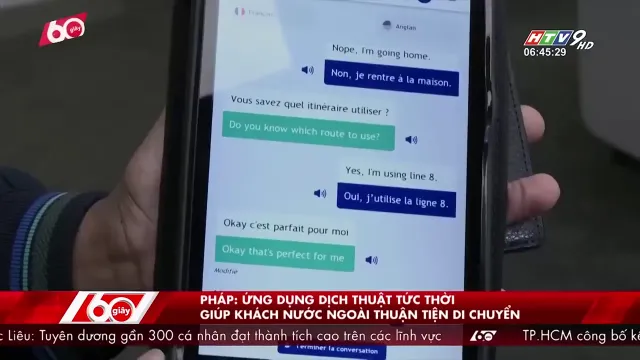 60
giây
HTV9
HD
06:45:29
Français
Anglais
Nope, I'm going home.
Non, je rentre à la maison.
Vous savez quel itinéraire utiliser ?
Do you know which route to use?
Yes, I'm using line 8.
Oui, j'utilise la ligne 8.
Okay c'est parfait pour moi
Okay that's perfect for me
Modifié
60
giây
PHÁP: ỨNG DỤNG DỊCH THUẬT TỨC THỜI
GIÚP KHÁCH NƯỚC NGOÀI THUẬN TIỆN DI CHUYỂN
Liêu: Tuyên dương gần 300 cá nhân đạt thành tích cao trên các lĩnh vực
60
TP.HCM công bố
Terminer la conversation